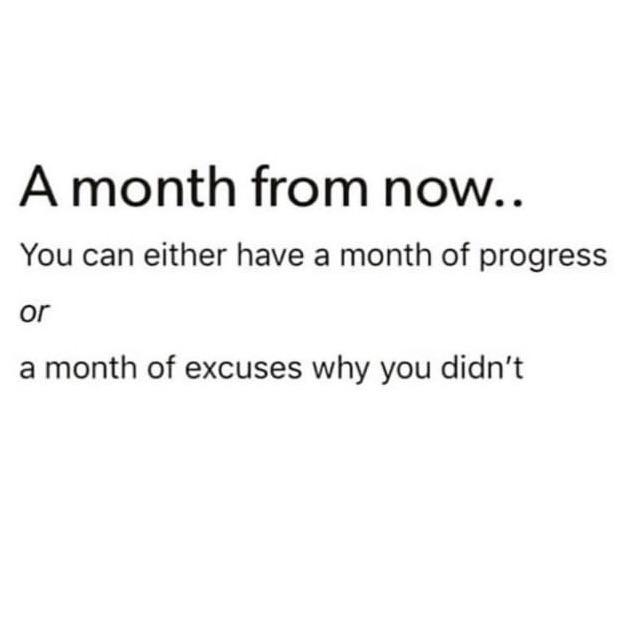 A month from now..
You can either have a month of progress
or
a month of excuses why you didn’t